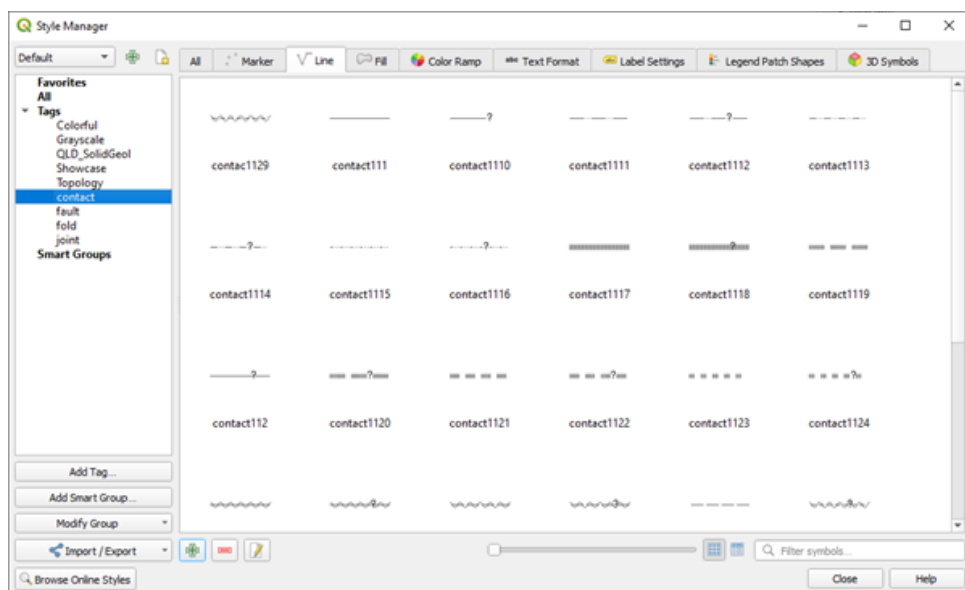 Style Manager
Default
All Marker Line Fill Color Ramp abc Text Format Label Settings Legend Patch Shapes 3D Symbols
Favorites
All
Tags
Colorful
Grayscale
QLD_SolidGeol
Showcase
Topology
contact
fault
fold
joint
Smart Groups
?
?
contac1129 contact111 contact1110 contact1111 contact1112 contact1113
? ? ?
contact1114 contact1115 contact1116 contact1117 contact1118 contact1119
? ? ? ?
contact112 contact1120 contact1121 contact1122 contact1123 contact1124
? ? ?
Add Tag...
Add Smart Group...
Modify Group
Import / Export
Filter symbols...
Browse Online Styles
Close Help